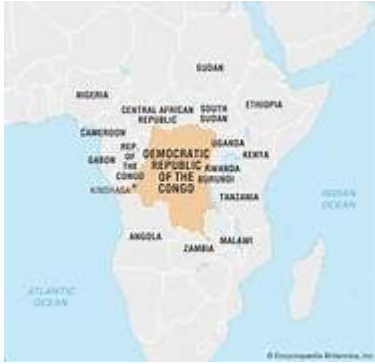 SUDAN
NIGERIA
CENTRAL AFRICAN
REPUBLIC
SOUTH
SUDAN
ETHIOPIA
CAMEROON
REP.
OF
THE
CONGO
GABON
DEMOCRATIC
REPUBLIC
OF THE
CONGO
UGANDA
KENYA
RWANDA
BURUNDI
KINSHASA
TANZANIA
INDIAN
OCEAN
ANGOLA
ZAMBIA
MALAWI
ATLANTIC
OCEAN
© Encyclopædia Britannica, Inc.